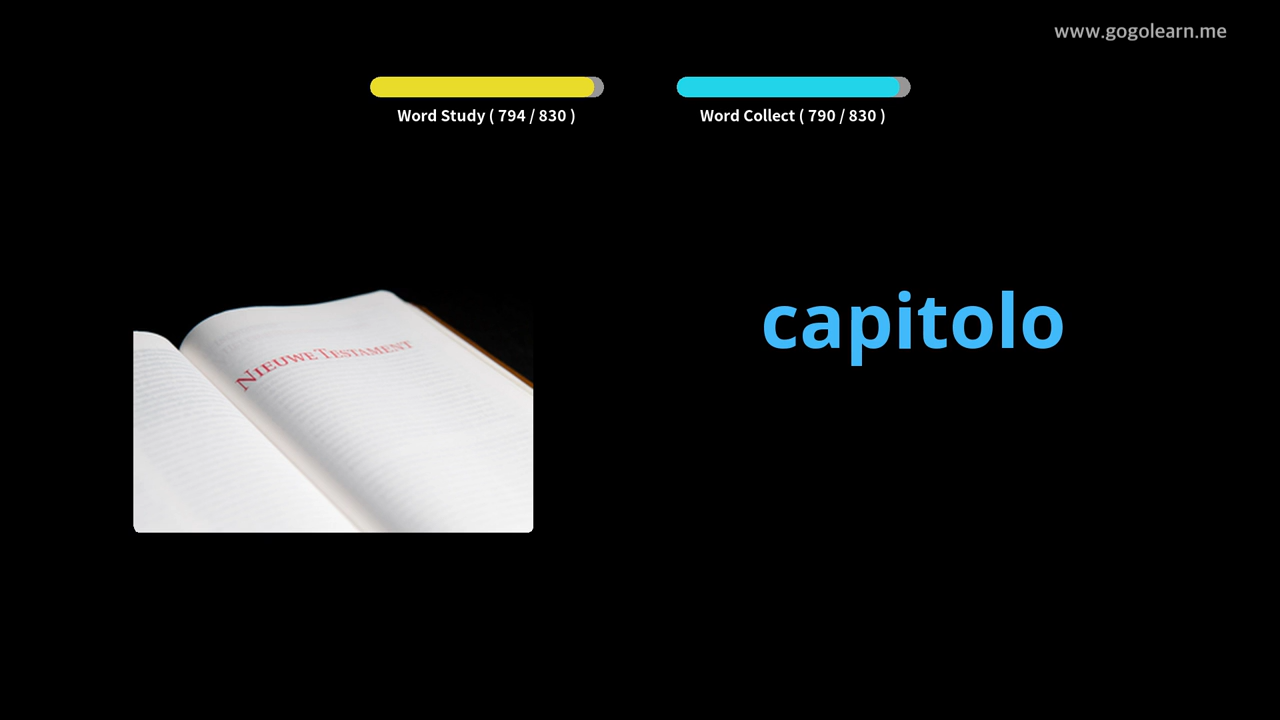 www.gogolearn.me
Word Study ( 794 / 830 )
Word Collect ( 790 / 830 )
capitolo
NIEUWE TESTAMENT